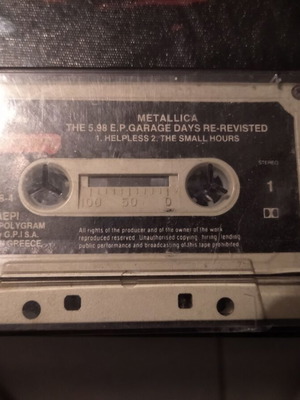 METALLICA
THE 5.98 E.P. GARAGE DAYS RE-REVISTED
1. HELPLESS 2. THE SMALL HOURS
STEREO
1
100 50 0
AEPI
POLYGRAM
G.P.I.S.A.
GREECE.
All rights of the producer and of the owner of the work
reproduced reserved. Unauthorised copying, hiring / lending,
public performance and broadcasting of this tape prohibited.